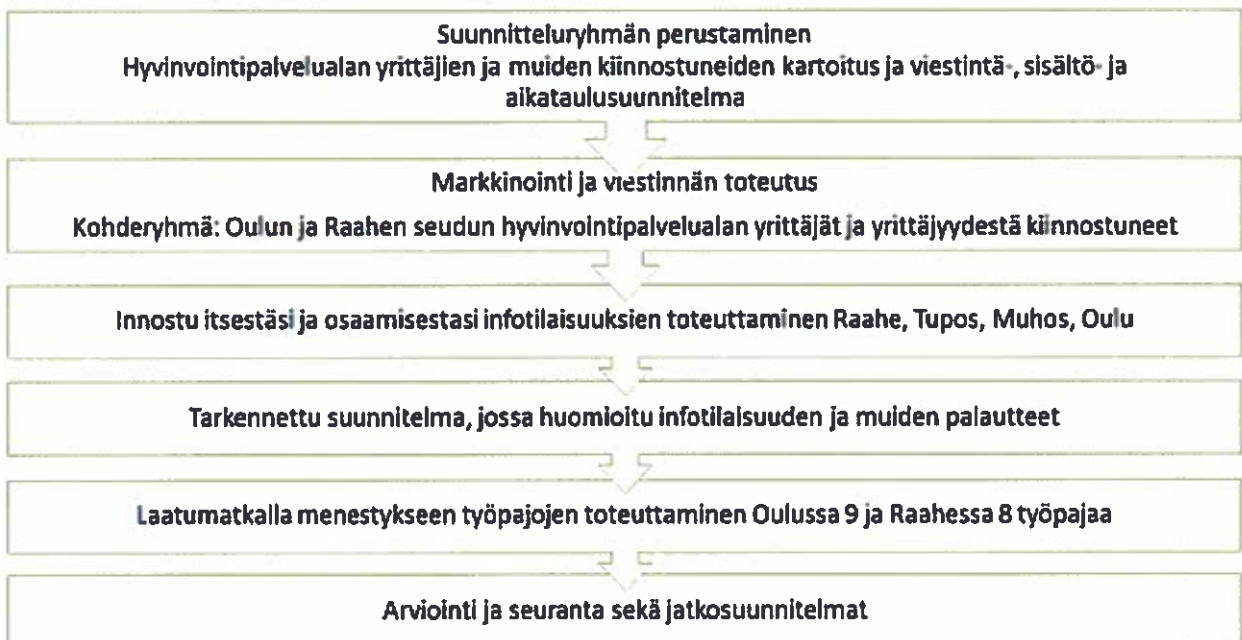 Suunnitteluryhmän perustaminen
Hyvinvointipalvelualan yrittäjien ja muiden kiinnostuneiden kartoitus ja viestintä-, sisältö- ja
aikataulusuunnitelma
Markkinointi ja viestinnän toteutus
Kohderyhmä: Oulun ja Raahen seudun hyvinvointipalvelualan yrittäjät ja yrittäjyydestä kiinnostuneet
Innostu itsestäsi ja osaamisestasi infotilaisuuksien toteuttaminen Raahe, Tupos, Muhos, Oulu
Tarkennettu suunnitelma, jossa huomioitu infotilaisuuden ja muiden palautteet
Laatumatkalla menestykseen työpajojen toteuttaminen Oulussa 9 ja Raahessa 8 työpajaa
Arviointi ja seuranta sekä jatkosuunnitelmat